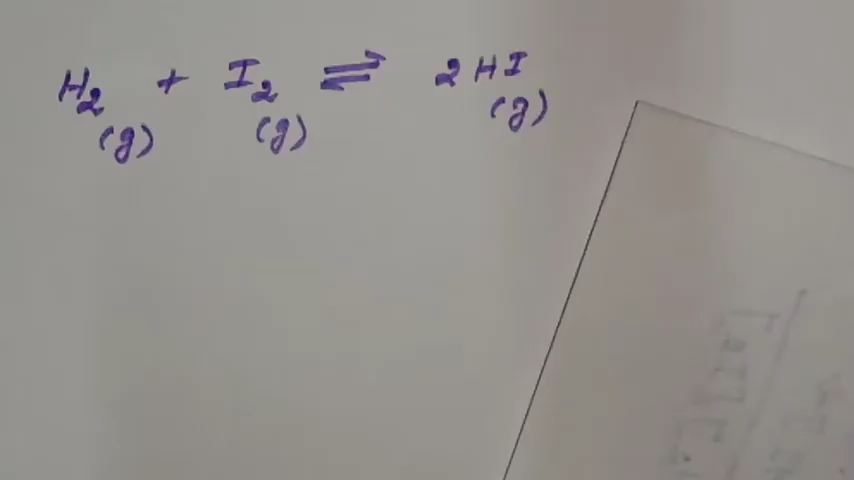 H₂ + I₂ ⇌ 2HI
(g) (g) (g)